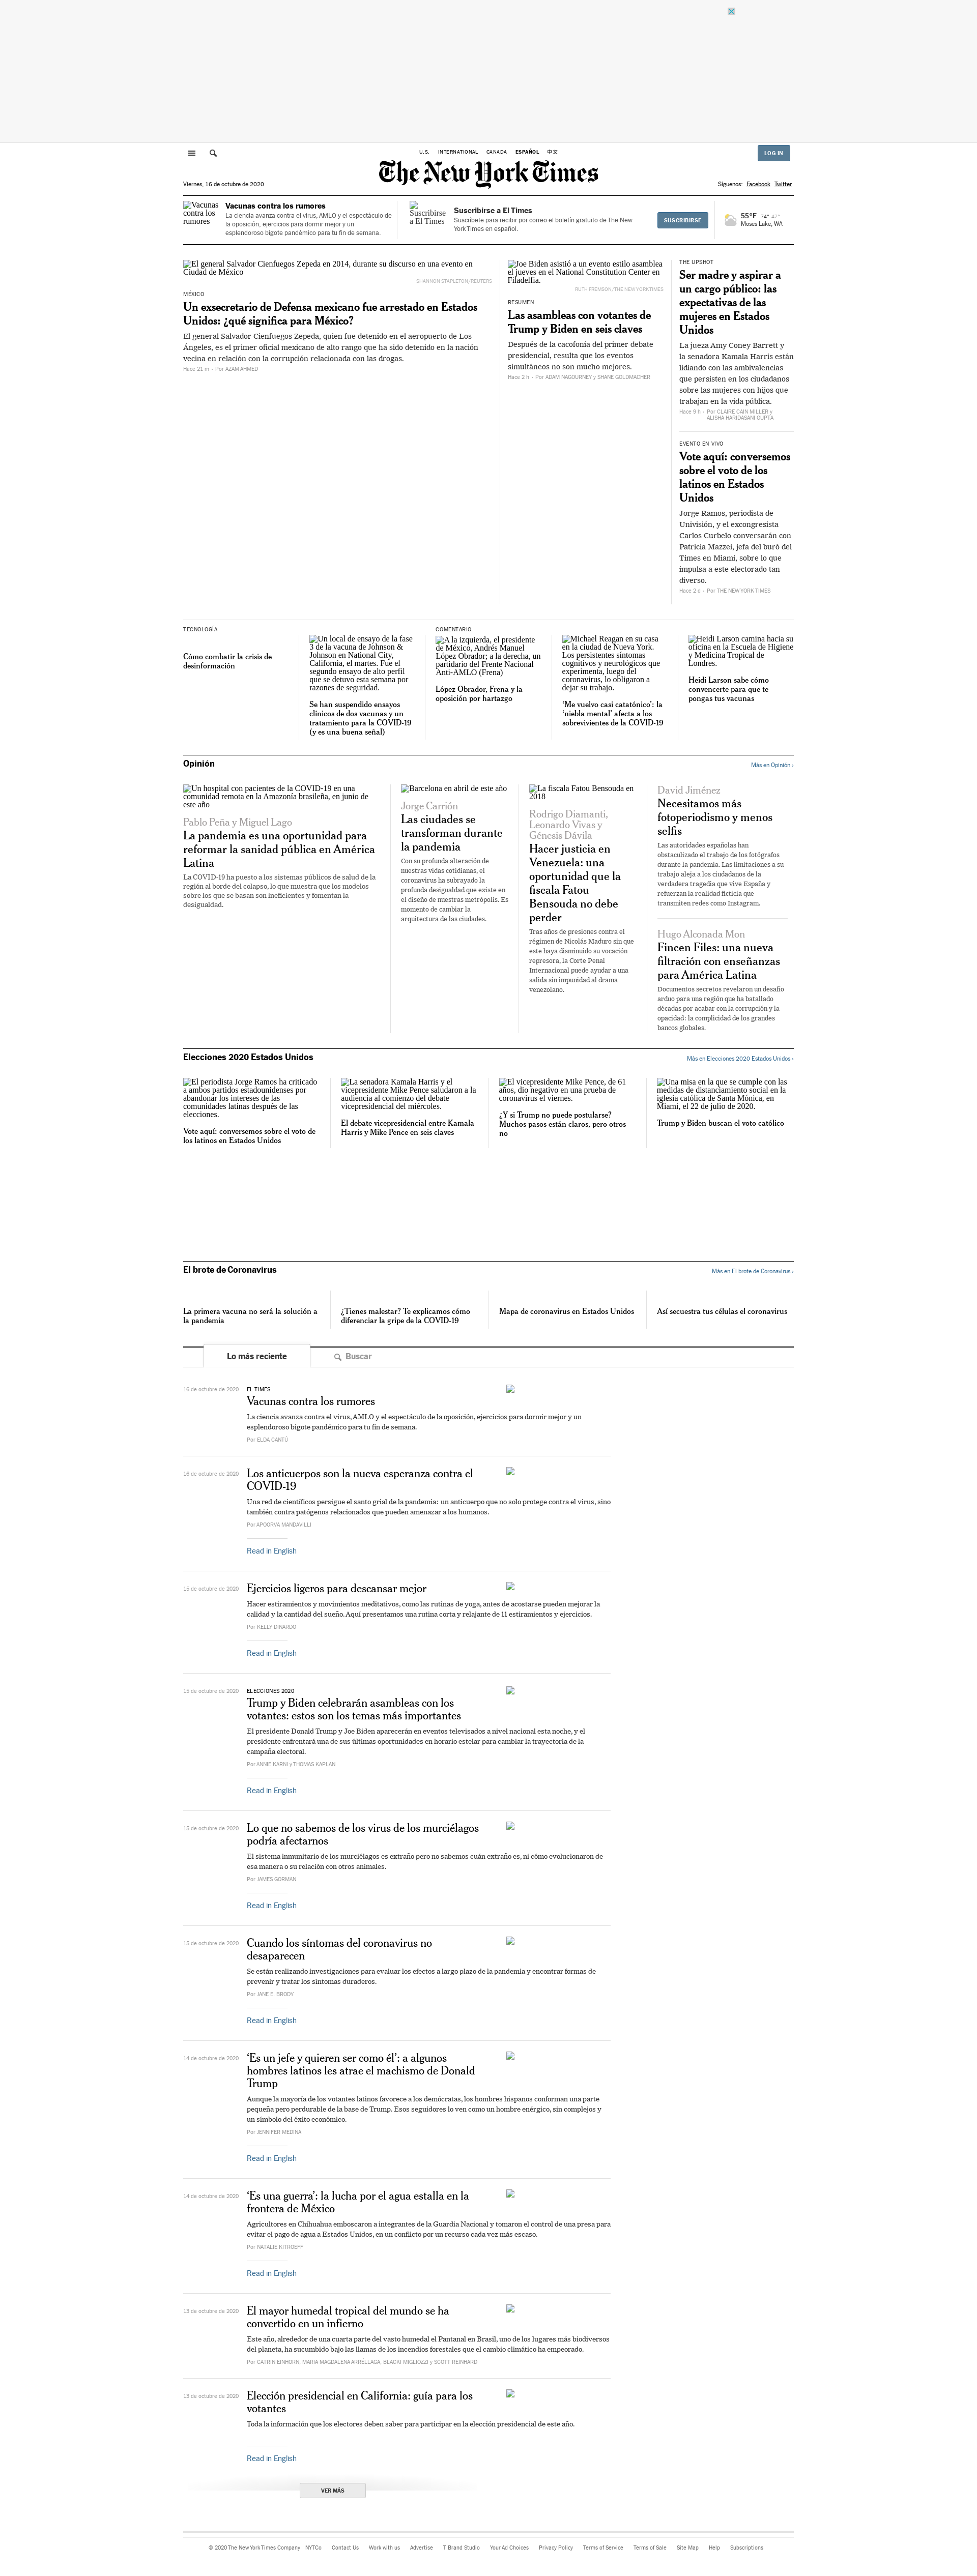 U.S. INTERNATIONAL CANADA ESPAÑOL 中文
LOG IN
The New York Times
Viernes, 16 de octubre de 2020
Síguenos: Facebook Twitter
Vacunas contra los rumores
Vacunas contra los rumores
La ciencia avanza contra el virus, AMLO y el espectáculo de
la oposición, ejercicios para dormir mejor y un
esplendoroso bigote pandémico para tu fin de semana.
Suscribirse a El Times
Suscribirse a El Times
Suscríbete para recibir por correo el boletín gratuito de The New
York Times en español.
SUSCRIBIRSE
55°F 74° 42°
Moses Lake, WA
El general Salvador Cienfuegos Zepeda en 2014, durante su discurso en una evento en
Ciudad de México
SHANNON STAPLETON/REUTERS
MÉXICO
Un exsecretario de Defensa mexicano fue arrestado en Estados
Unidos: ¿qué significa para México?
El general Salvador Cienfuegos Zepeda, quien fue detenido en el aeropuerto de Los
Ángeles, es el primer oficial mexicano de alto rango que ha sido detenido en la nación
vecina en relación con la corrupción relacionada con las drogas.
Hace 21 m - Por AZAM AHMED
Joe Biden asistió a un evento estilo asamblea
el jueves en el National Constitution Center en
Filadelfia.
RUTH FREMSON/THE NEW YORK TIMES
RESUMEN
Las asambleas con votantes de
Trump y Biden en seis claves
Después de la cacofonía del primer debate
presidencial, resulta que los eventos
simultáneos no son mucho mejores.
Hace 2 h - Por ADAM NAGOURNEY y SHANE GOLDMACHER
THE UPSHOT
Ser madre y aspirar a
un cargo público: las
expectativas de las
mujeres en Estados
Unidos
La jueza Amy Coney Barrett y
la senadora Kamala Harris están
lidiando con las ambivalencias
que persisten en los ciudadanos
sobre las mujeres con hijos que
trabajan en la vida pública.
Hace 8 h - Por CLAIRE CAIN MILLER y
ALISHA HARIDASANI GUPTA
EVENTO EN VIVO
Vote aquí: conversemos
sobre el voto de los
latinos en Estados
Unidos
Jorge Ramos, periodista de
Univisión, y el excongresista
Carlos Curbelo conversarán con
Patricia Mazzei, jefa del buró del
Times en Miami, sobre lo que
impulsa a este electorado tan
diverso.
Hace 2 d - Por THE NEW YORK TIMES
TECNOLOGÍA
Cómo combatir la crisis de
desinformación
Un local de ensayo de la fase
3 de la vacuna de Johnson &
Johnson en National City,
California, el martes. Fue el
segundo ensayo de alto perfil
que se detuvo esta semana por
razones de seguridad.
Se han suspendido ensayos
clínicos de dos vacunas y un
tratamiento para la COVID-19
(y es una buena señal)
COMENTARIO
A la izquierda, el presidente
de México, Andrés Manuel
López Obrador; a la derecha, un
partidario del Frente Nacional
Anti-AMLO (Frena)
López Obrador, Frena y la
oposición por hartazgo
Michael Reagan en su casa
en la ciudad de Nueva York.
Los persistentes síntomas
cognitivos y neurológicos que
experimenta, luego del
coronavirus, lo obligaron a
dejar su trabajo.
‘Me vuelvo casi catatónico’: la
‘niebla mental’ afecta a los
sobrevivientes de la COVID-19
Heidi Larson camina hacia su
oficina en la Escuela de Higiene
y Medicina Tropical de
Londres.
Heidi Larson sabe cómo
convencerte para que te
pongas tus vacunas
Opinión
Más en Opinión ›
Un hospital con pacientes de la COVID-19 en una
comunidad remota en la Amazonía brasileña, en junio de
este año
Pablo Peña y Miguel Lago
La pandemia es una oportunidad para
reformar la sanidad pública en América
Latina
La COVID-19 ha puesto a los sistemas públicos de salud de la
región al borde del colapso, lo que muestra que los modelos
sobre los que se basan son ineficientes y fomentan la
desigualdad.
Barcelona en abril de este año
Jorge Carrión
Las ciudades se
transforman durante
la pandemia
Con su profunda alteración de
nuestras vidas cotidianas, el
coronavirus ha subrayado la
profunda desigualdad que existe en
el diseño de nuestras metrópolis. Es
momento de cambiar la
arquitectura de las ciudades.
La fiscala Fatou Bensouda en
2018
Rodrigo Diamanti,
Leonardo Vivas y
Génesis Dávila
Hacer justicia en
Venezuela: una
oportunidad que la
fiscala Fatou
Bensouda no debe
perder
Tras años de presiones contra el
régimen de Nicolás Maduro sin que
este haya disminuido su vocación
represora, la Corte Penal
Internacional puede ayudar a una
salida sin impunidad al drama
venezolano.
David Jiménez
Necesitamos más
fotoperiodismo y menos
selfis
Las autoridades españolas han
obstaculizado el trabajo de los fotógrafos
durante la pandemia. Las limitaciones a su
trabajo aleja a los ciudadanos de la
verdadera tragedia que vive España y
refuerzan la realidad ficticia que
transmiten redes como Instagram.
Hugo Alconada Mon
Fincen Files: una nueva
filtración con enseñanzas
para América Latina
Documentos secretos revelaron un desafío
arduo para una región que ha batallado
décadas por acabar con la corrupción y la
opacidad: la complicidad de los grandes
bancos globales.
Elecciones 2020 Estados Unidos
Más en Elecciones 2020 Estados Unidos ›
El periodista Jorge Ramos ha criticado
a ambos partidos estadounidenses por
abandonar los intereses de las
comunidades latinas después de las
elecciones.
Vote aquí: conversemos sobre el voto de
los latinos en Estados Unidos
La senadora Kamala Harris y el
vicepresidente Mike Pence saludaron a la
audiencia al comienzo del debate
vicepresidencial del miércoles.
El debate vicepresidencial entre Kamala
Harris y Mike Pence en seis claves
El vicepresidente Mike Pence, de 61
años, dio negativo en una prueba de
coronavirus el viernes.
¿Y si Trump no puede postularse?
Muchos pasos están claros, pero otros
no
Una misa en la que se cumple con las
medidas de distanciamiento social en la
iglesia católica de Santa Mónica, en
Miami, el 22 de julio de 2020.
Trump y Biden buscan el voto católico
El brote de Coronavirus
Más en El brote de Coronavirus ›
La primera vacuna no será la solución a
la pandemia
¿Tienes malestar? Te explicamos cómo
diferenciar la gripe de la COVID-19
Mapa de coronavirus en Estados Unidos
Así secuestra tus células el coronavirus
Lo más reciente
Buscar
16 de octubre de 2020
EL TIMES
Vacunas contra los rumores
La ciencia avanza contra el virus, AMLO y el espectáculo de la oposición, ejercicios para dormir mejor y un
esplendoroso bigote pandémico para tu fin de semana.
Por ELDA CANTÚ
16 de octubre de 2020
Los anticuerpos son la nueva esperanza contra el
COVID-19
Una red de científicos persigue el santo grial de la pandemia: un anticuerpo que no solo protege contra el virus, sino
también contra patógenos relacionados que pueden amenazar a los humanos.
Por APOORVA MANDAVILLI
Read in English
15 de octubre de 2020
Ejercicios ligeros para descansar mejor
Hacer estiramientos y movimientos meditativos, como las rutinas de yoga, antes de acostarse pueden mejorar la
calidad y la cantidad del sueño. Aquí presentamos una rutina corta y relajante de 11 estiramientos y ejercicios.
Por KELLY DINARDO
Read in English
15 de octubre de 2020
ELECCIONES 2020
Trump y Biden celebrarán asambleas con los
votantes: estos son los temas más importantes
El presidente Donald Trump y Joe Biden aparecerán en eventos televisados a nivel nacional esta noche, y el
presidente enfrentará una de sus últimas oportunidades en horario estelar para cambiar la trayectoria de la
campaña electoral.
Por ANNIE KARNI y THOMAS KAPLAN
Read in English
15 de octubre de 2020
Lo que no sabemos de los virus de los murciélagos
podría afectarnos
El sistema inmunitario de los murciélagos es extraño pero no sabemos cuán extraño es, ni cómo evolucionaron de
esa manera o su relación con otros animales.
Por JAMES GORMAN
Read in English
15 de octubre de 2020
Cuando los síntomas del coronavirus no
desaparecen
Se están realizando investigaciones para evaluar los efectos a largo plazo de la pandemia y encontrar formas de
prevenir y tratar los síntomas duraderos.
Por JANE E. BRODY
Read in English
14 de octubre de 2020
‘Es un jefe y quieren ser como él’: a algunos
hombres latinos les atrae el machismo de Donald
Trump
Aunque la mayoría de los votantes latinos favorece a los demócratas, los hombres hispanos conforman una parte
pequeña pero perdurable de la base de Trump. Esos seguidores lo ven como un hombre enérgico, sin complejos y
un símbolo del éxito económico.
Por JENNIFER MEDINA
Read in English
14 de octubre de 2020
‘Es una guerra’: la lucha por el agua estalla en la
frontera de México
Agricultores en Chihuahua emboscaron a integrantes de la Guardia Nacional y tomaron el control de una presa para
evitar el pago de agua a Estados Unidos, en un conflicto por un recurso cada vez más escaso.
Por NATALIE KITROEFF
Read in English
13 de octubre de 2020
El mayor humedal tropical del mundo se ha
convertido en un infierno
Este año, alrededor de una cuarta parte del vasto humedal el Pantanal en Brasil, uno de los lugares más biodiversos
del planeta, ha sucumbido bajo las llamas de los incendios forestales que el cambio climático ha empeorado.
Por CATRIN EINHORN, MARIA MAGDALENA ARRÉLLAGA, BLACKI MIGLIOZZI y SCOTT REINHARD
13 de octubre de 2020
Elección presidencial en California: guía para los
votantes
Toda la información que los electores deben saber para participar en la elección presidencial de este año.
Read in English
VER MÁS
© 2020 The New York Times Company NYTCo Contact Us Work with us Advertise T Brand Studio Your Ad Choices Privacy Policy Terms of Service Terms of Sale Site Map Help Subscriptions